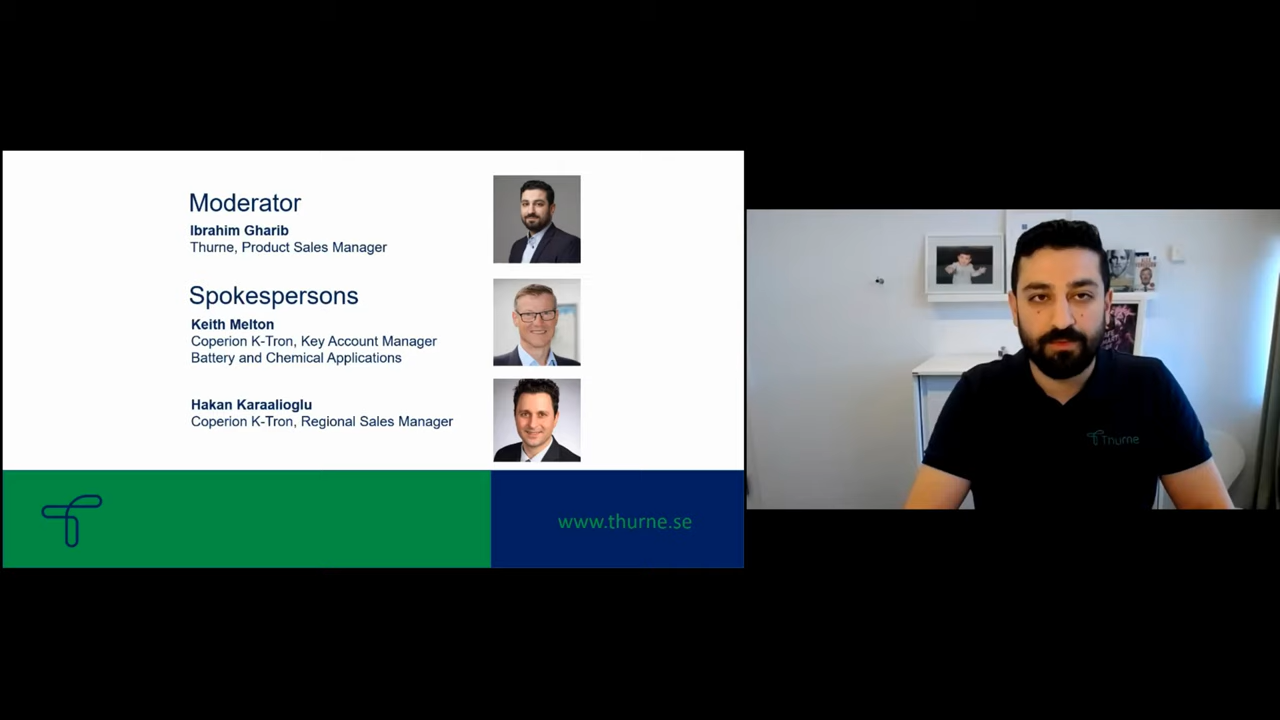 Moderator
Ibrahim Gharib
Thurne, Product Sales Manager
Spokespersons
Keith Melton
Coperion K-Tron, Key Account Manager
Battery and Chemical Applications
Hakan Karaalioglu
Coperion K-Tron, Regional Sales Manager
www.thurne.se
Thurne